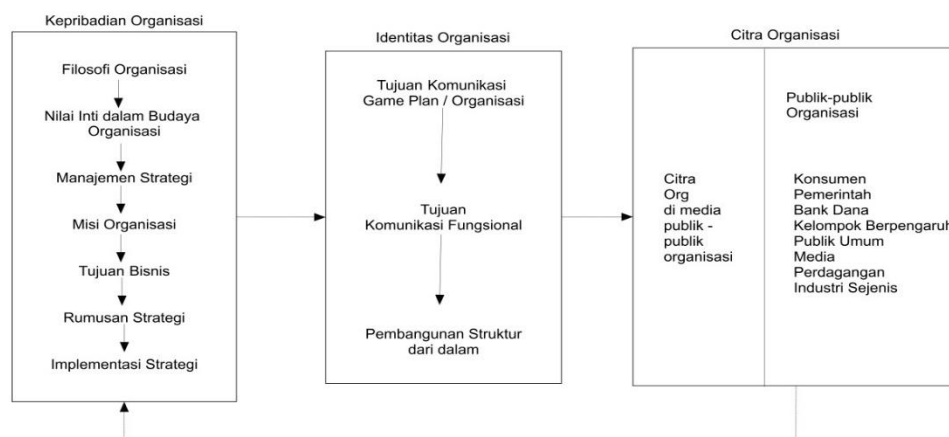 Kepribadian Organisasi
Filosofi Organisasi
Nilai Inti dalam Budaya
Organisasi
Manajemen Strategi
Misi Organisasi
Tujuan Bisnis
Rumusan Strategi
Implementasi Strategi
Identitas Organisasi
Tujuan Komunikasi
Game Plan / Organisasi
Tujuan
Komunikasi Fungsional
Pembangunan Struktur
dari dalam
Citra Organisasi
Citra
Org
di media
publik -
publik
organisasi
Publik-publik
Organisasi
Konsumen
Pemerintah
Bank Dana
Kelompok Berpengaruh
Publik Umum
Media
Perdagangan
Industri Sejenis